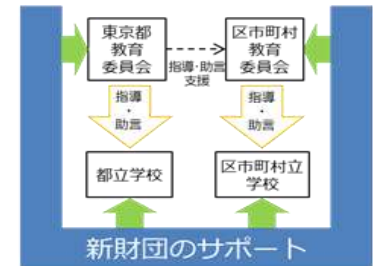 東京都
教育
委員会
区市町村
教育
委員会
指導・助言
支援
指導
・
助言
指導
・
助言
都立学校
区市町村立
学校
新財団のサポート